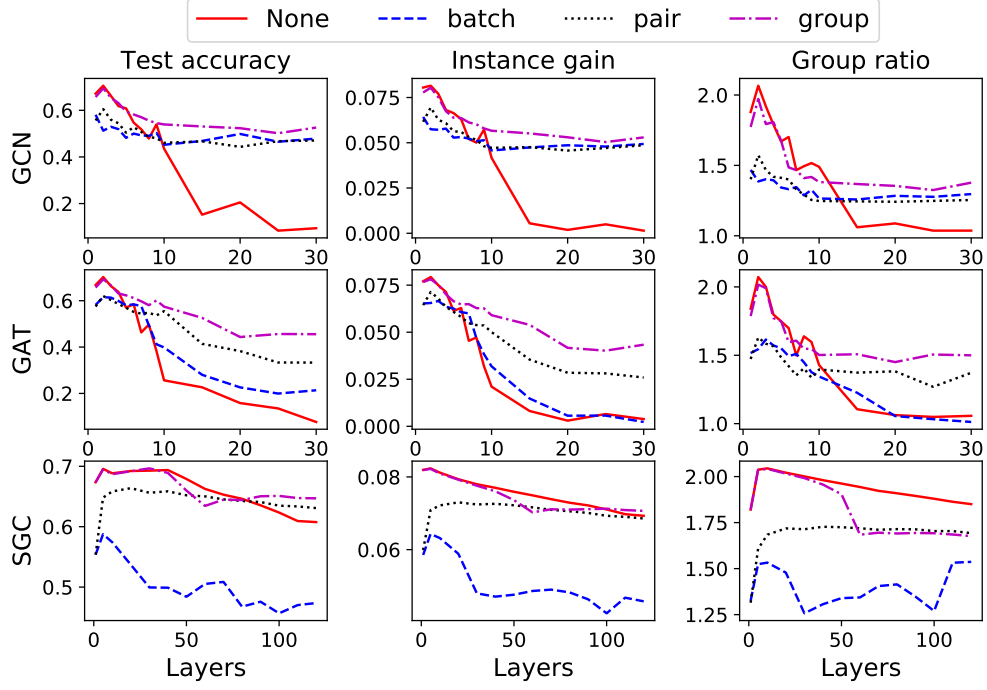 None batch pair group
Test accuracy Instance gain Group ratio
GCN
0.6
0.4
0.2
0 10 20 30
0.075
0.050
0.025
0.000
0 10 20 30
2.0
1.5
1.0
0 10 20 30
GAT
0.6
0.4
0.2
0 10 20 30
0.075
0.050
0.025
0.000
0 10 20 30
2.0
1.5
1.0
0 10 20 30
SGC
0.7
0.6
0.5
0 50 100
Layers
0.08
0.06
0 50 100
Layers
2.00
1.75
1.50
1.25
0 50 100
Layers